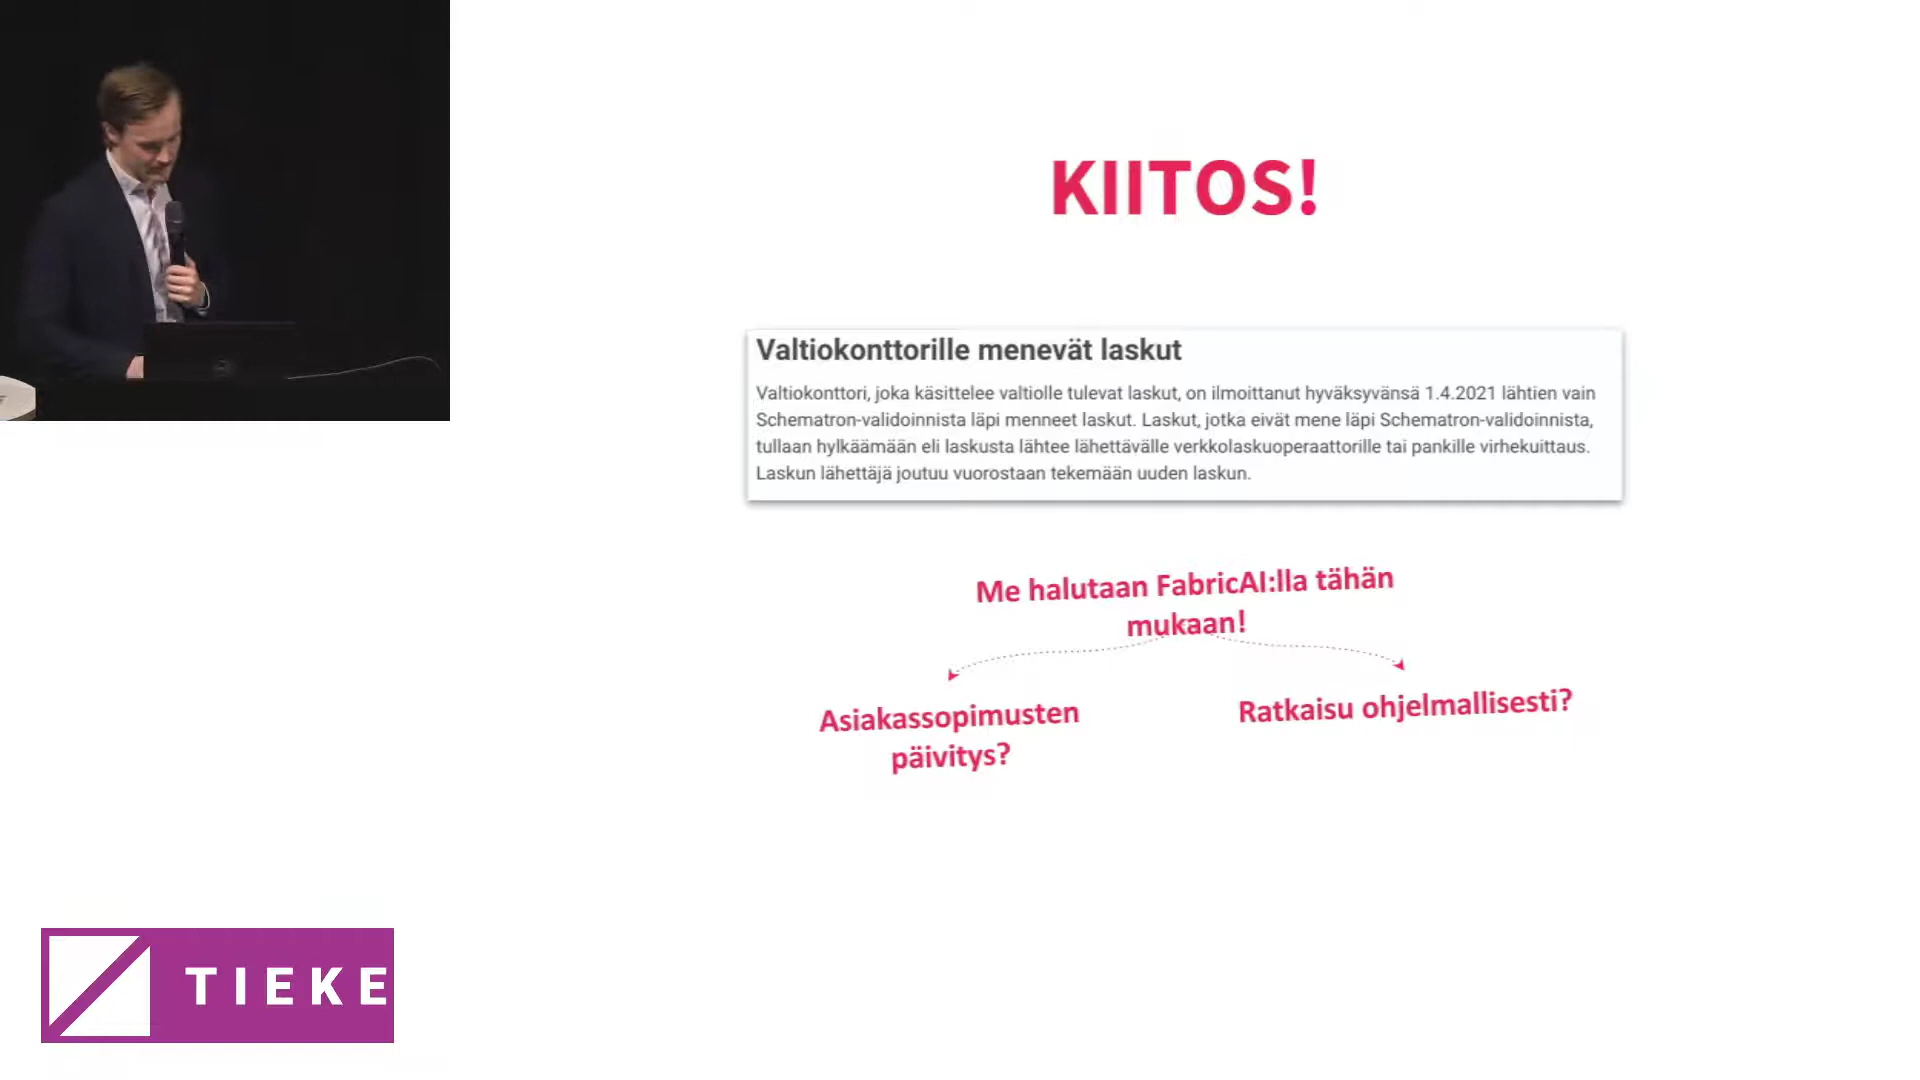 KIITOS!
Valtiokonttorille menevät laskut
Valtiokonttori, joka käsittelee valtiolle tulevat laskut, on ilmoittanut hyväksyvänsä 1.4.2021 lähtien vain
Schematron-validoinnista läpi menneet laskut. Laskut, jotka eivät mene läpi Schematron-validoinnista,
tullaan hylkäämään eli laskusta lähtee lähettävälle verkkolaskuoperaattorille tai pankille virhekuittaus.
Laskun lähettäjä joutuu vuorostaan tekemään uuden laskun.
Me halutaan FabricAI:lla tähän
mukaan!
Asiakassopimusten
päivitys?
Ratkaisu ohjelmallisesti?
TIEKE